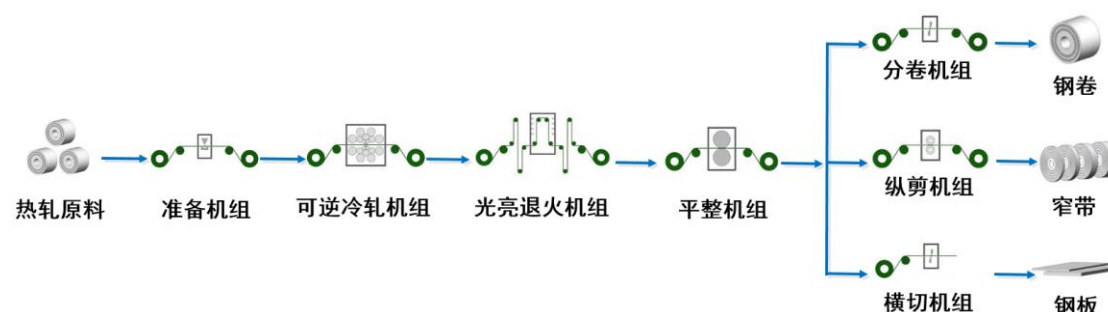 分卷机组
钢卷
热轧原料
准备机组
可逆冷轧机组
光亮退火机组
平整机组
纵剪机组
窄带
横切机组
钢板